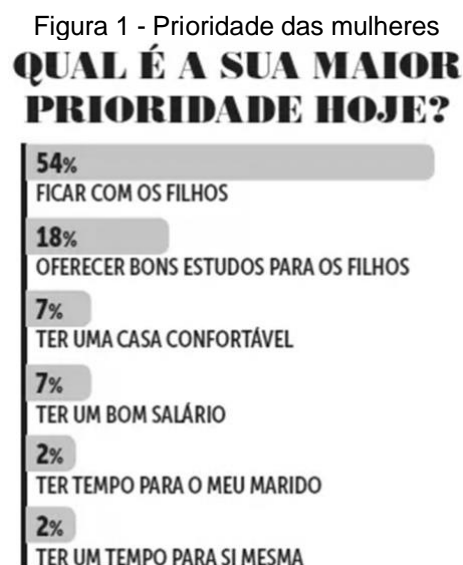 Figura 1 - Prioridade das mulheres
QUAL É A SUA MAIOR
PRIORIDADE HOJE?
54%
FICAR COM OS FILHOS
18%
OFERECER BONS ESTUDOS PARA OS FILHOS
7%
TER UMA CASA CONFORTÁVEL
7%
TER UM BOM SALÁRIO
2%
TER TEMPO PARA O MEU MARIDO
2%
TER UM TEMPO PARA SI MESMA